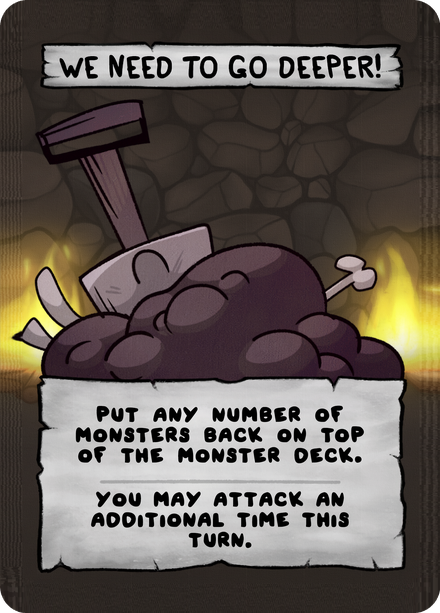 WE NEED TO GO DEEPER!
PUT ANY NUMBER OF
MONSTERS BACK ON TOP
OF THE MONSTER DECK.
YOU MAY ATTACK AN
ADDITIONAL TIME THIS
TURN.